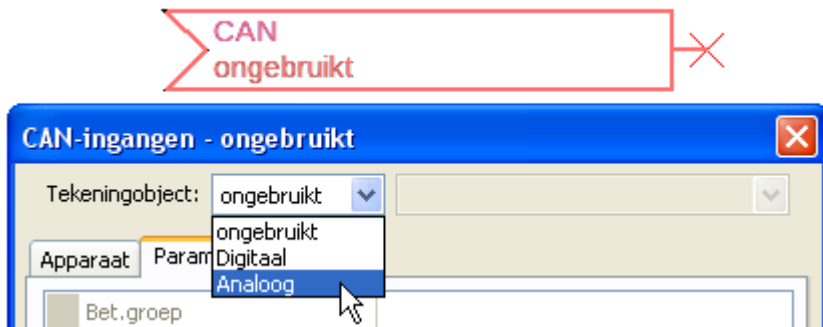 CAN
ongebruikt
CAN-ingangen - ongebruikt
Tekeningobject: ongebruikt
ongebruikt
Digitaal
Analoog
Apparaat Param
Bet.groep